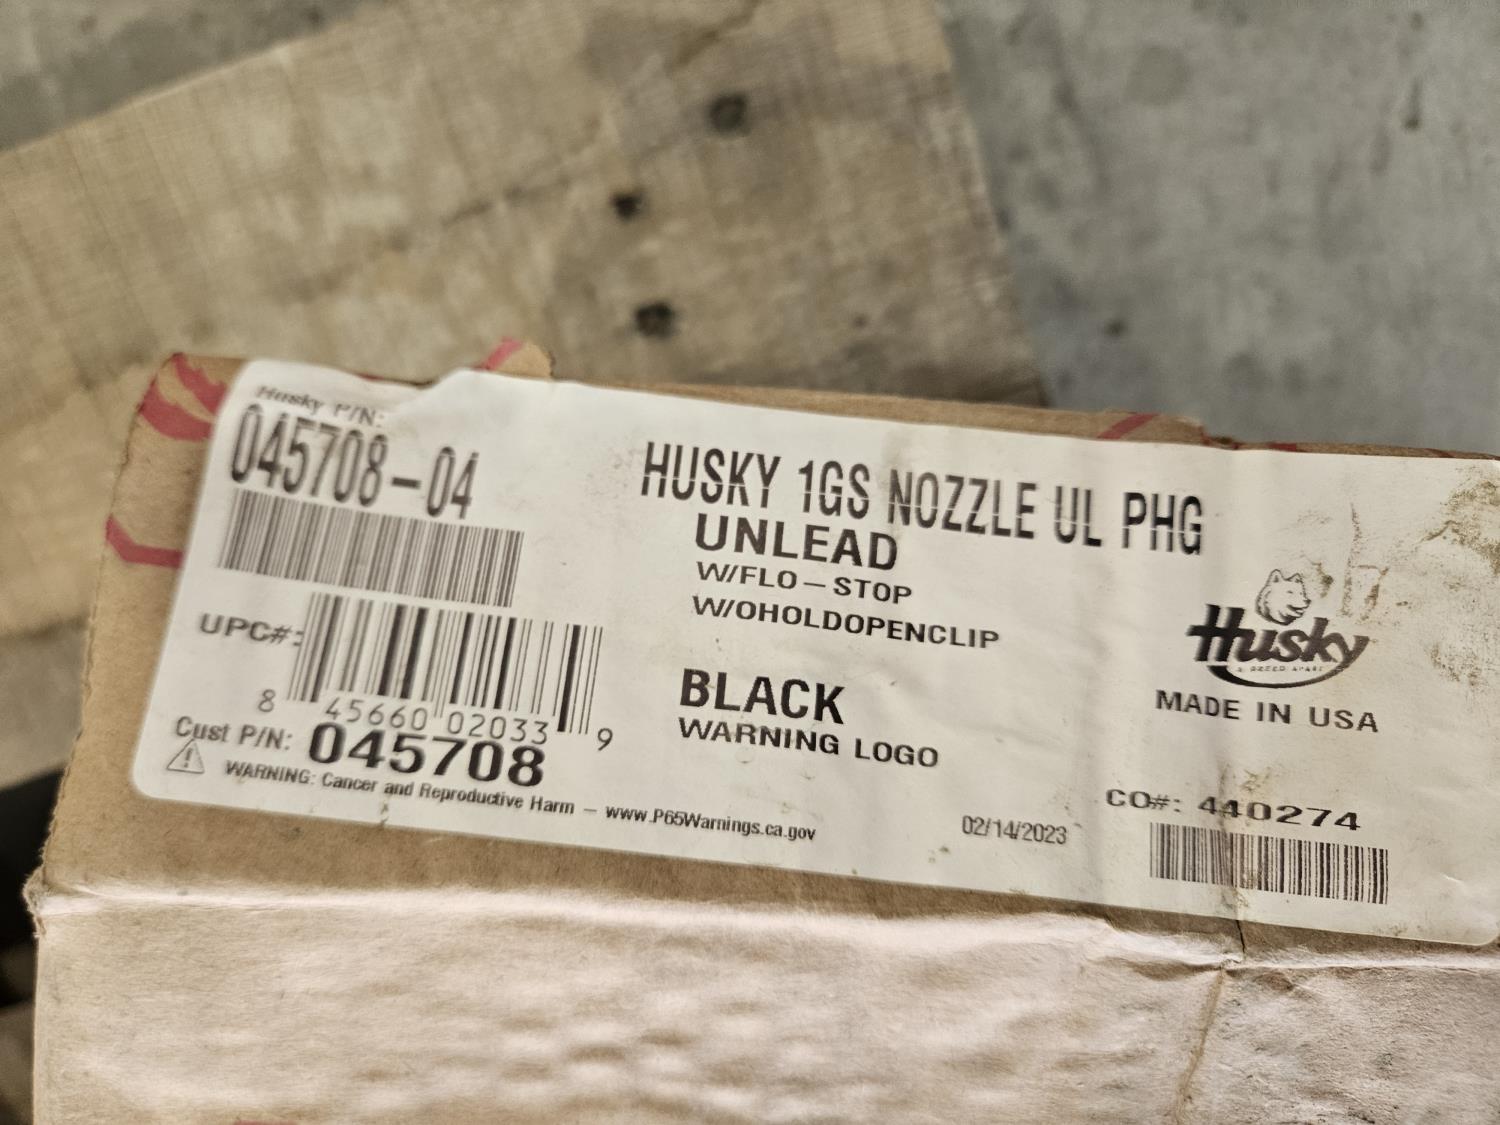 Husky P/N:
045708-04
UPC#:
8 45660 02033 9
Cust P/N: 045708
WARNING: Cancer and Reproductive Harm - www.P65Warnings.ca.gov
HUSKY 1GS NOZZLE UL PHG
UNLEAD
W/FLO-STOP
W/OHOLDOPENCLIP
BLACK
WARNING LOGO
02/14/2023
Husky
A BREED APART
MADE IN USA
CO#: 440274